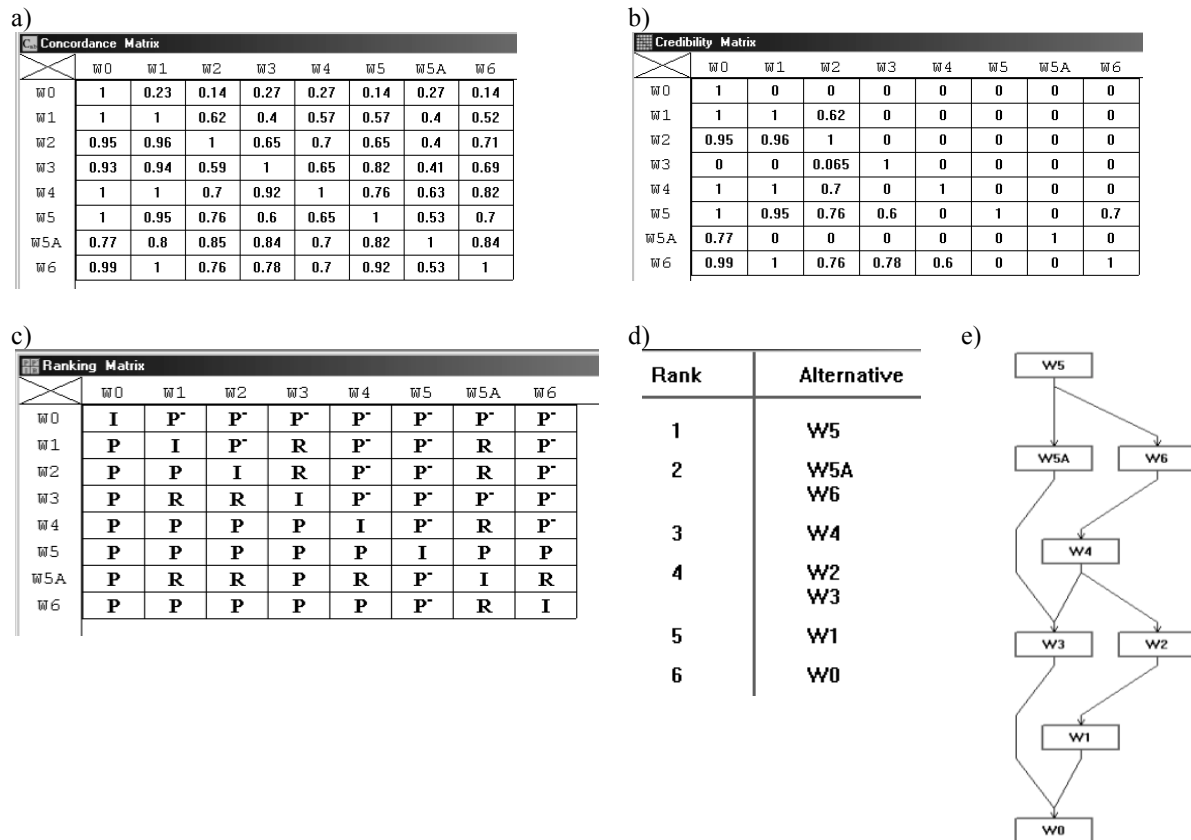 a)
Concordance Matrix
W0 W1 W2 W3 W4 W5 W5A W6
W0 1 0.23 0.14 0.27 0.27 0.14 0.27 0.14
W1 1 1 0.62 0.4 0.57 0.57 0.4 0.52
W2 0.95 0.96 1 0.65 0.7 0.65 0.4 0.71
W3 0.93 0.94 0.59 1 0.65 0.82 0.41 0.69
W4 1 1 0.7 0.92 1 0.76 0.63 0.82
W5 1 0.95 0.76 0.6 0.65 1 0.53 0.7
W5A 0.77 0.8 0.85 0.84 0.7 0.82 1 0.84
W6 0.99 1 0.76 0.78 0.7 0.92 0.53 1
b)
Credibility Matrix
W0 W1 W2 W3 W4 W5 W5A W6
W0 1 0 0 0 0 0 0 0
W1 1 1 0.62 0 0 0 0 0
W2 0.95 0.96 1 0 0 0 0 0
W3 0 0 0.065 1 0 0 0 0
W4 1 1 0.7 0 1 0 0 0
W5 1 0.95 0.76 0.6 0 1 0 0.7
W5A 0.77 0 0 0 0 0 1 0
W6 0.99 1 0.76 0.78 0.6 0 0 1
c)
Ranking Matrix
W0 W1 W2 W3 W4 W5 W5A W6
W0 I P⁻ P⁻ P⁻ P⁻ P⁻ P⁻ P⁻
W1 P I P⁻ R P⁻ P⁻ R P⁻
W2 P P I R P⁻ P⁻ R P⁻
W3 P R R I P⁻ P⁻ P⁻ P⁻
W4 P P P P I P⁻ R P⁻
W5 P P P P P I P P
W5A P R R P R P⁻ I R
W6 P P P P P P⁻ R I
d)
Rank Alternative
1 W5
2 W5A
W6
3 W4
4 W2
W3
5 W1
6 W0
e)
W5
W5A W6
W4
W3 W2
W1
W0